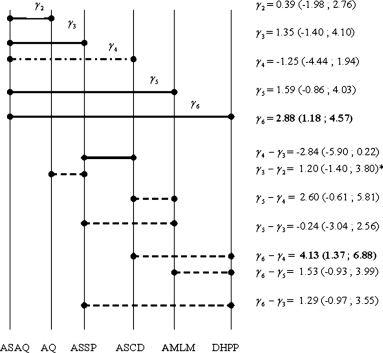 γ2
γ2 = 0.39 (-1.98 ; 2.76)
γ3
γ3 = 1.35 (-1.40 ; 4.10)
γ4
γ4 = -1.25 (-4.44 ; 1.94)
γ5
γ5 = 1.59 (-0.86 ; 4.03)
γ6
γ6 = 2.88 (1.18 ; 4.57)
γ4 − γ3 = -2.84 (-5.90 ; 0.22)
γ3 − γ2 = 1.20 (-1.40 ; 3.80)*
γ5 − γ4 = 2.60 (-0.61 ; 5.81)
γ5 − γ3 = -0.24 (-3.04 ; 2.56)
γ6 − γ4 = 4.13 (1.37 ; 6.88)
γ6 − γ5 = 1.53 (-0.93 ; 3.99)
γ6 − γ3 = 1.29 (-0.97 ; 3.55)
ASAQ AQ ASSP ASCD AMLM DHPP